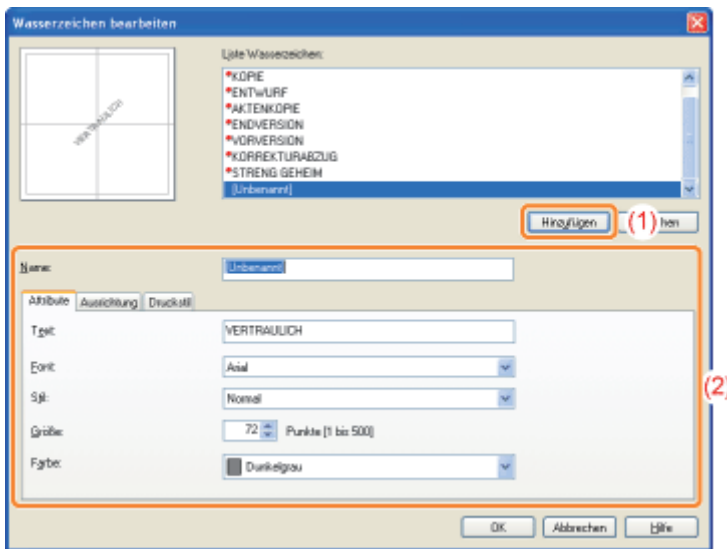 Wasserzeichen bearbeiten
Liste Wasserzeichen:
VERTRAULICH
*KOPIE
*ENTWURF
*AKTENKOPIE
*ENDVERSION
*VORVERSION
*KORREKTURABZUG
*STRENG GEHEIM
[Unbenannt]
Hinzufügen (1) hen
Name: [Unbenannt]
Attribute Ausrichtung Druckstil
Text: VERTRAULICH
Font: Arial
Stil: Normal
Größe: 72 Punkte [1 bis 500]
(2)
Farbe: Dunkelgrau
OK Abbrechen Hilfe